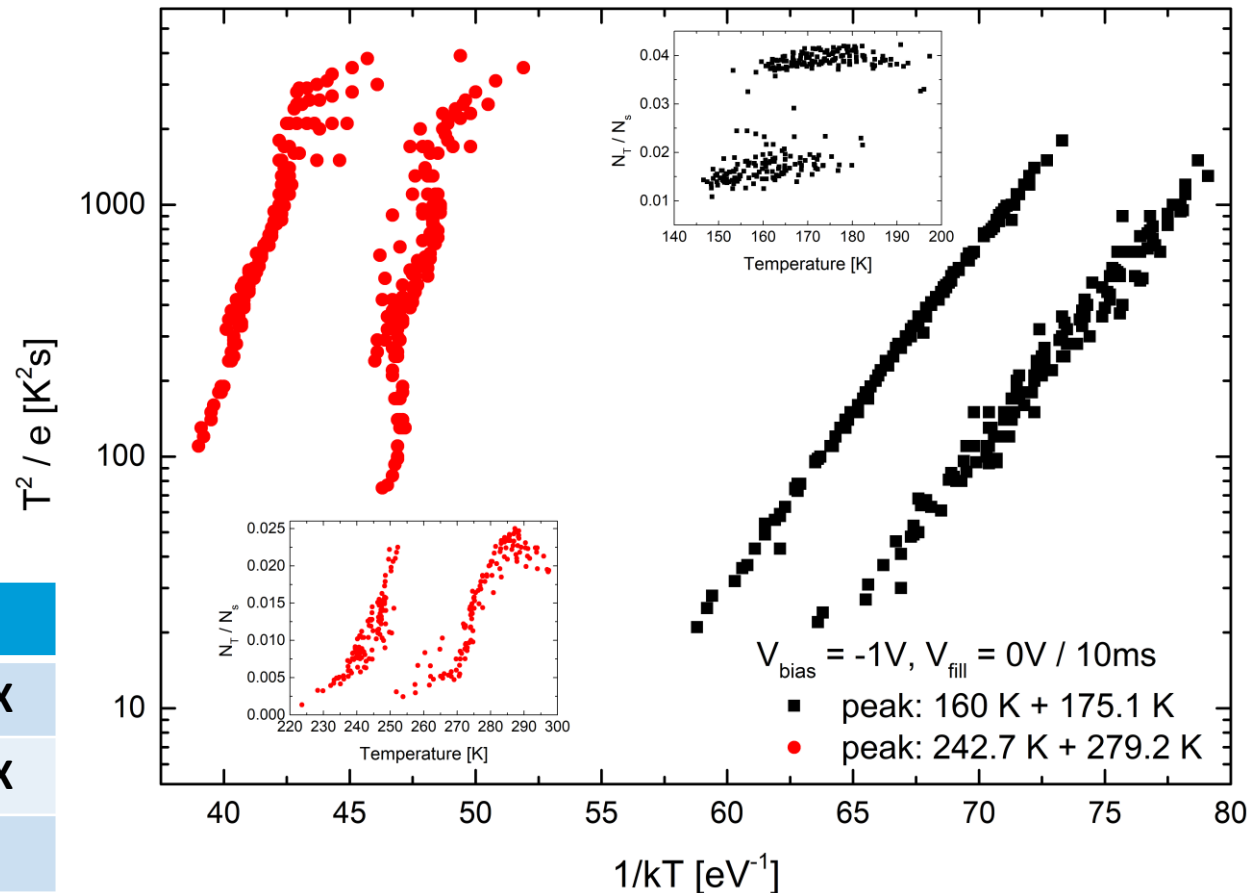 0.04
0.03
0.02
0.01
N_T / N_s
140 150 160 170 180 190 200
Temperature [K]
1000
100
10
T² / e [K²s]
0.025
0.020
0.015
0.010
0.005
0.000
N_T / N_s
220 230 240 250 260 270 280 290 300
Temperature [K]
X
X
V_bias = -1V, V_fill = 0V / 10ms
peak: 160 K + 175.1 K
peak: 242.7 K + 279.2 K
40 45 50 55 60 65 70 75 80
1/kT [eV⁻¹]